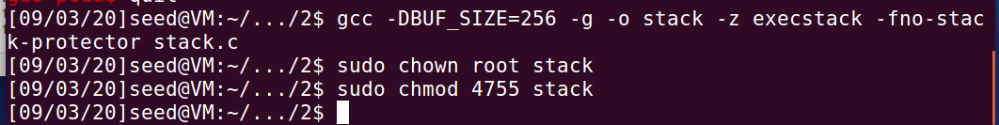 [09/03/20]seed@VM:~/.../2$ gcc -DBUF_SIZE=256 -g -o stack -z execstack -fno-stac
k-protector stack.c
[09/03/20]seed@VM:~/.../2$ sudo chown root stack
[09/03/20]seed@VM:~/.../2$ sudo chmod 4755 stack
[09/03/20]seed@VM:~/.../2$